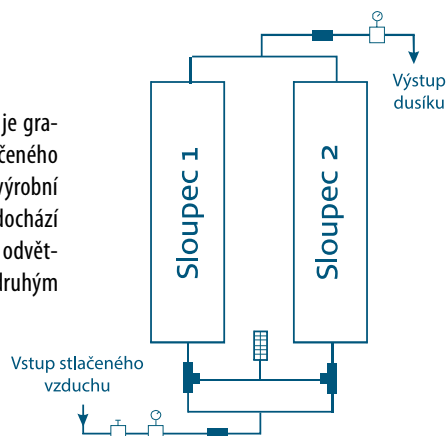 je gra-
čeného
výrobní
dochází
odvět-
druhým
Výstup
dusíku
Sloupec 1
Sloupec 2
Vstup stlačeného
vzduchu